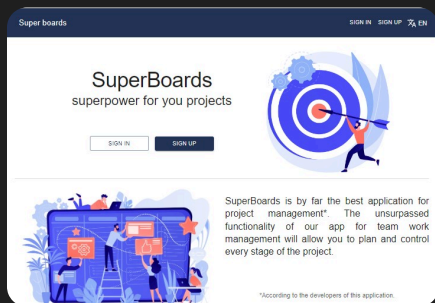 Super boards
SIGN IN SIGN UP EN
SuperBoards
superpower for you projects
SIGN IN SIGN UP
SuperBoards is by far the best application for
project management*. The unsurpassed
functionality of our app for team work
management will allow you to plan and control
every stage of the project.
*According to the developers of this application.